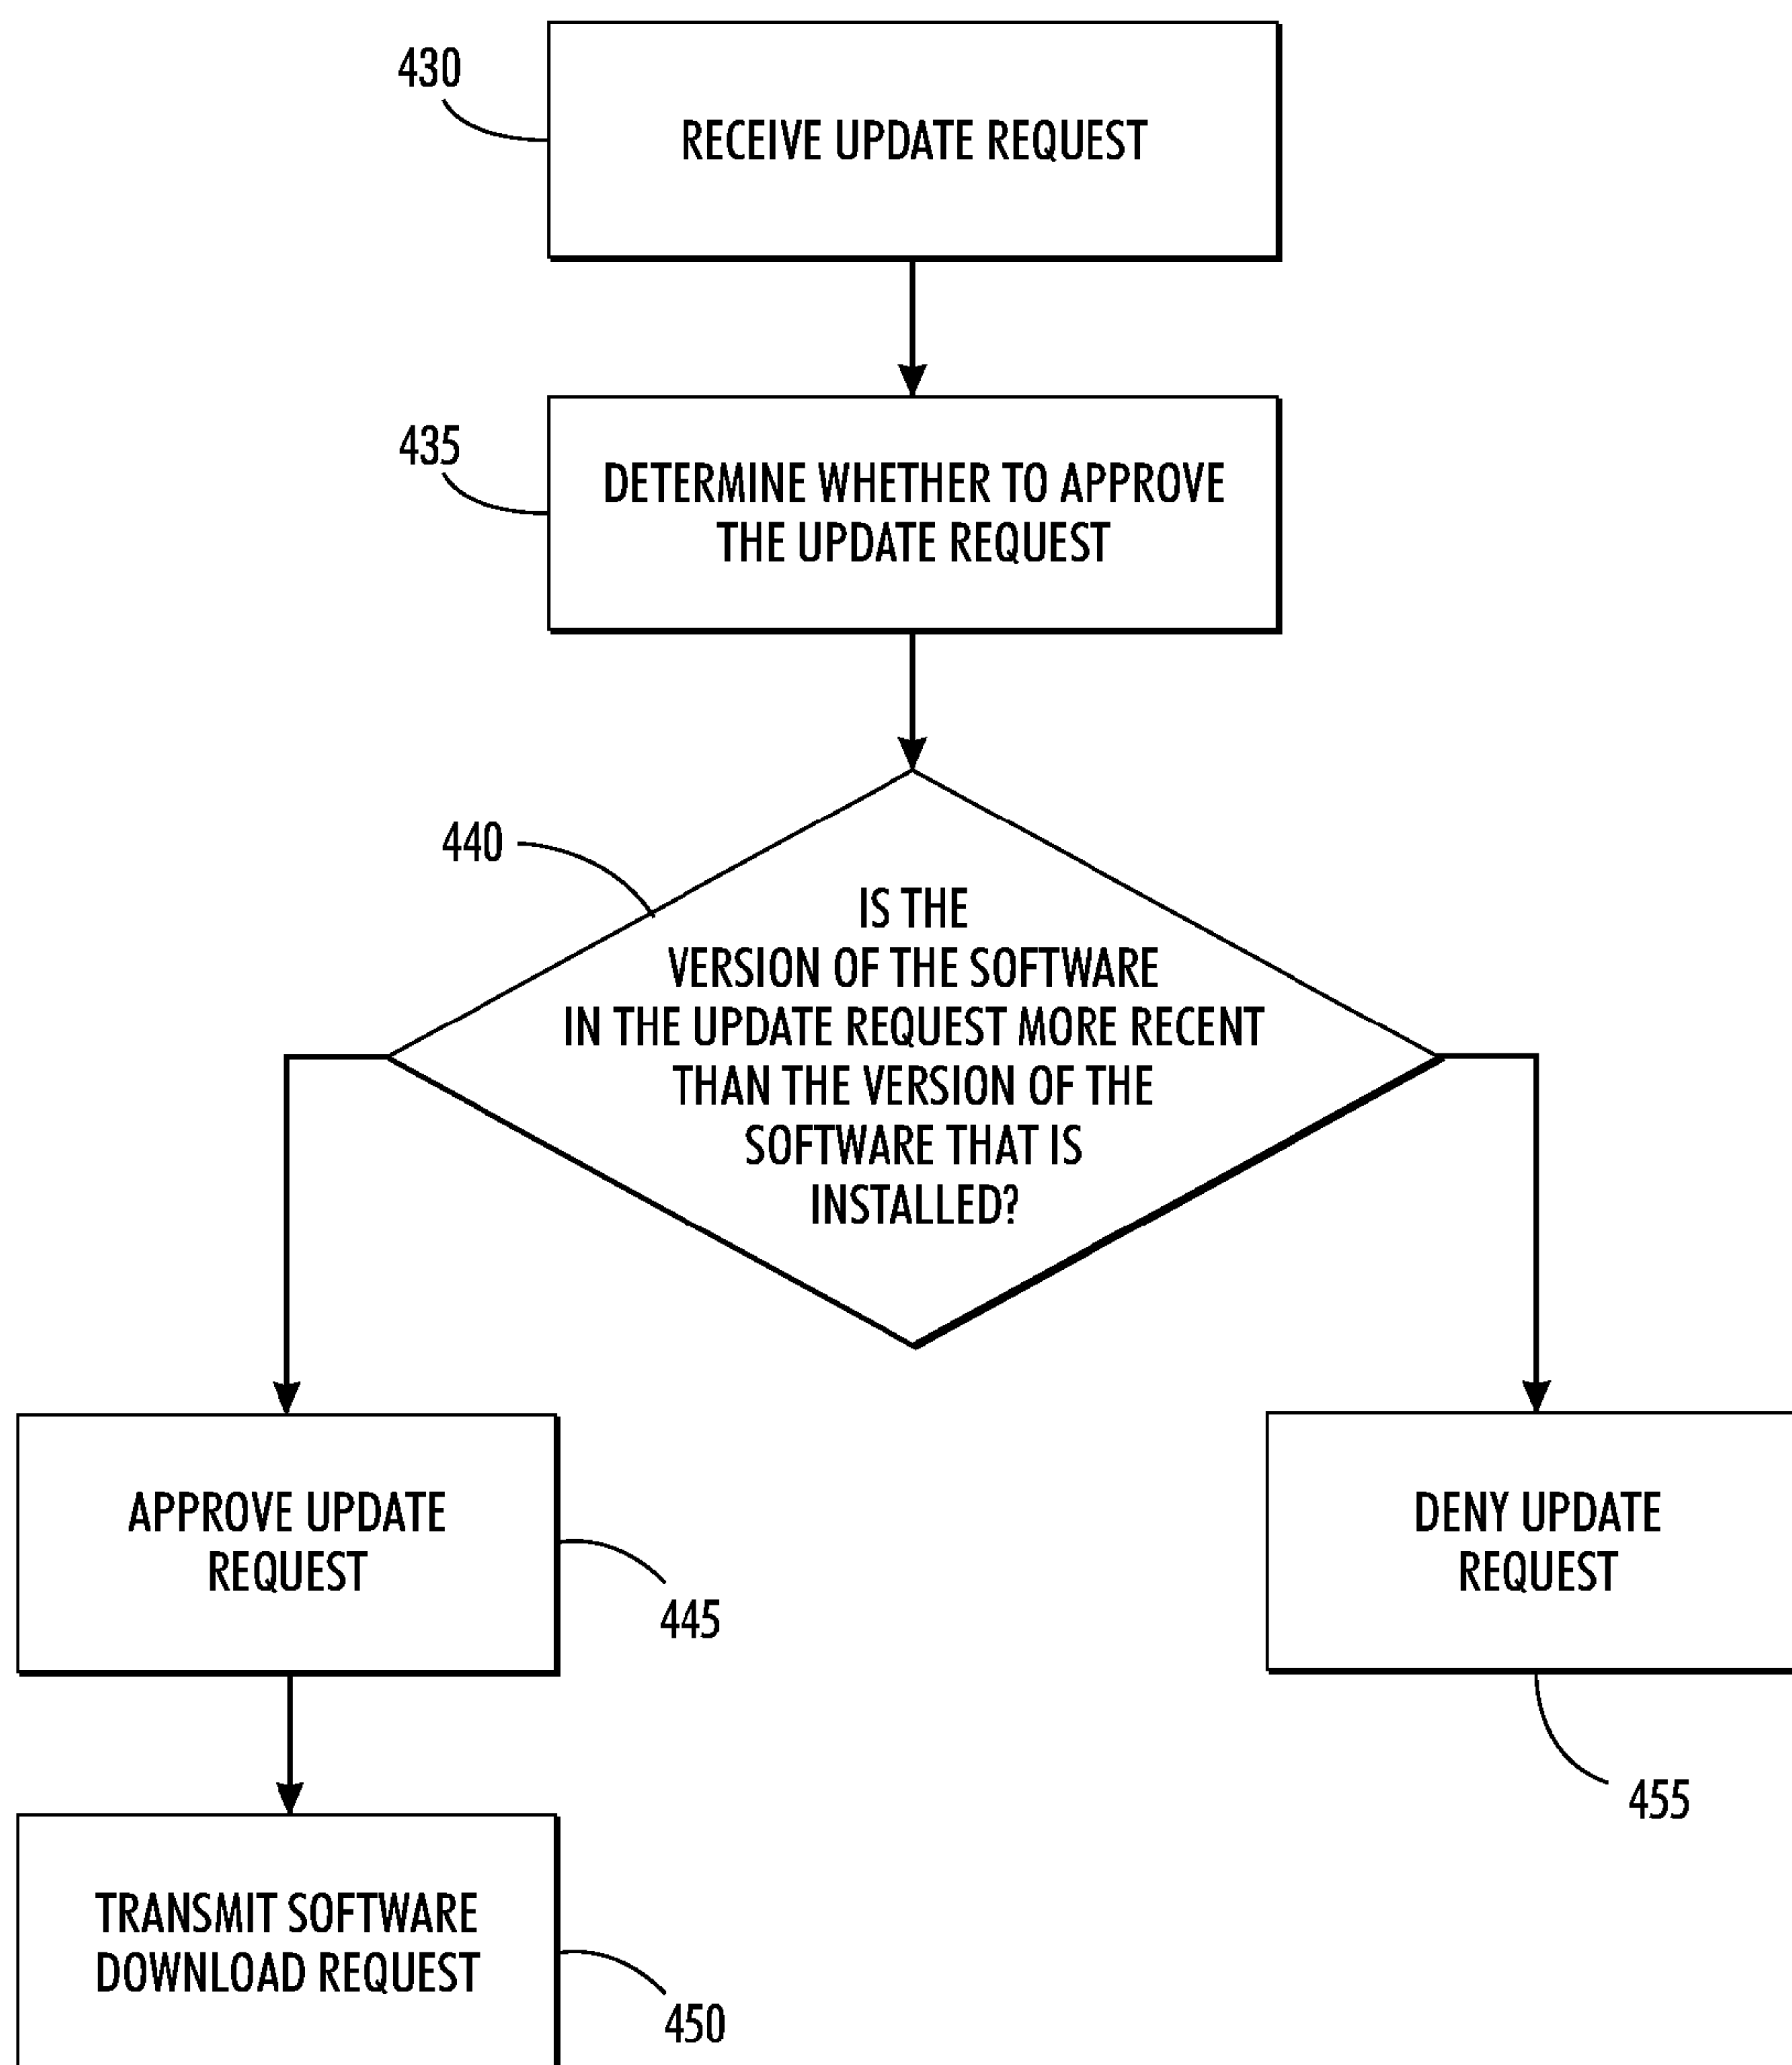 430
RECEIVE UPDATE REQUEST
435
DETERMINE WHETHER TO APPROVE
THE UPDATE REQUEST
440
IS THE
VERSION OF THE SOFTWARE
IN THE UPDATE REQUEST MORE RECENT
THAN THE VERSION OF THE
SOFTWARE THAT IS
INSTALLED?
APPROVE UPDATE
REQUEST
445
DENY UPDATE
REQUEST
455
TRANSMIT SOFTWARE
DOWNLOAD REQUEST
450